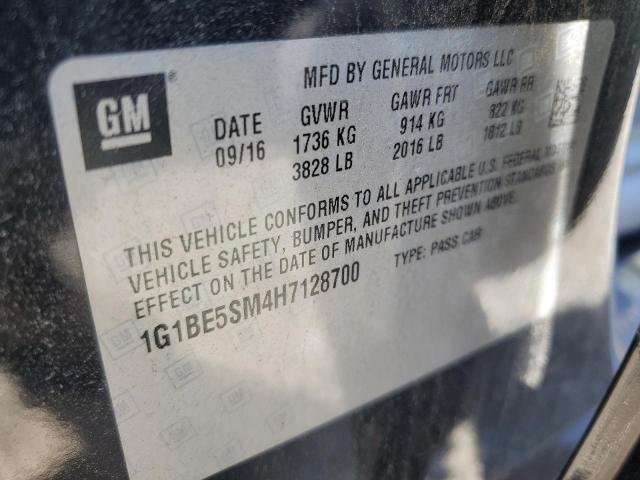 GM
MFD BY GENERAL MOTORS LLC
DATE GVWR GAWR FRT GAWR RR
09/16 1736 KG 914 KG 822 KG
3828 LB 2016 LB 1812 LB
THIS VEHICLE CONFORMS TO ALL APPLICABLE U.S. FEDERAL
VEHICLE SAFETY, BUMPER, AND THEFT PREVENTION STANDARDS
EFFECT ON THE DATE OF MANUFACTURE SHOWN ABOVE.
TYPE: PASS CAR
1G1BE5SM4H7128700